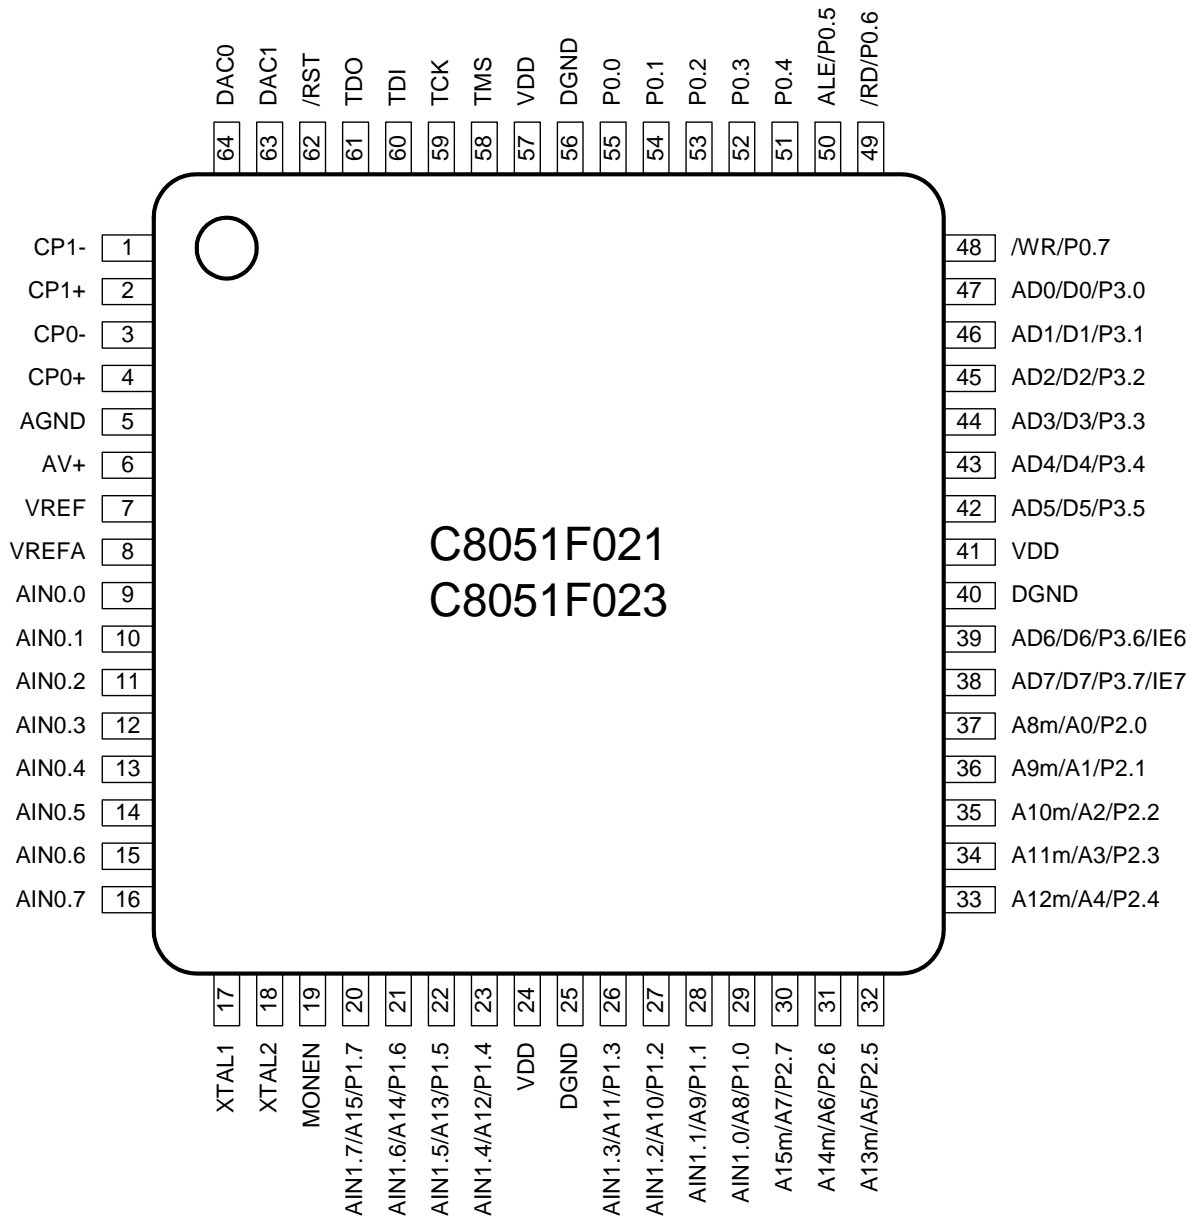 DAC0
DAC1
/RST
TDO
TDI
TCK
TMS
VDD
DGND
P0.0
P0.1
P0.2
P0.3
P0.4
ALE/P0.5
/RD/P0.6
64
63
62
61
60
59
58
57
56
55
54
53
52
51
50
49
CP1- 1
CP1+ 2
CP0- 3
CP0+ 4
AGND 5
AV+ 6
VREF 7
VREFA 8
AIN0.0 9
AIN0.1 10
AIN0.2 11
AIN0.3 12
AIN0.4 13
AIN0.5 14
AIN0.6 15
AIN0.7 16
C8051F021
C8051F023
48 /WR/P0.7
47 AD0/D0/P3.0
46 AD1/D1/P3.1
45 AD2/D2/P3.2
44 AD3/D3/P3.3
43 AD4/D4/P3.4
42 AD5/D5/P3.5
41 VDD
40 DGND
39 AD6/D6/P3.6/IE6
38 AD7/D7/P3.7/IE7
37 A8m/A0/P2.0
36 A9m/A1/P2.1
35 A10m/A2/P2.2
34 A11m/A3/P2.3
33 A12m/A4/P2.4
17
18
19
20
21
22
23
24
25
26
27
28
29
30
31
32
XTAL1
XTAL2
MONEN
AIN1.7/A15/P1.7
AIN1.6/A14/P1.6
AIN1.5/A13/P1.5
AIN1.4/A12/P1.4
VDD
DGND
AIN1.3/A11/P1.3
AIN1.2/A10/P1.2
AIN1.1/A9/P1.1
AIN1.0/A8/P1.0
A15m/A7/P2.7
A14m/A6/P2.6
A13m/A5/P2.5